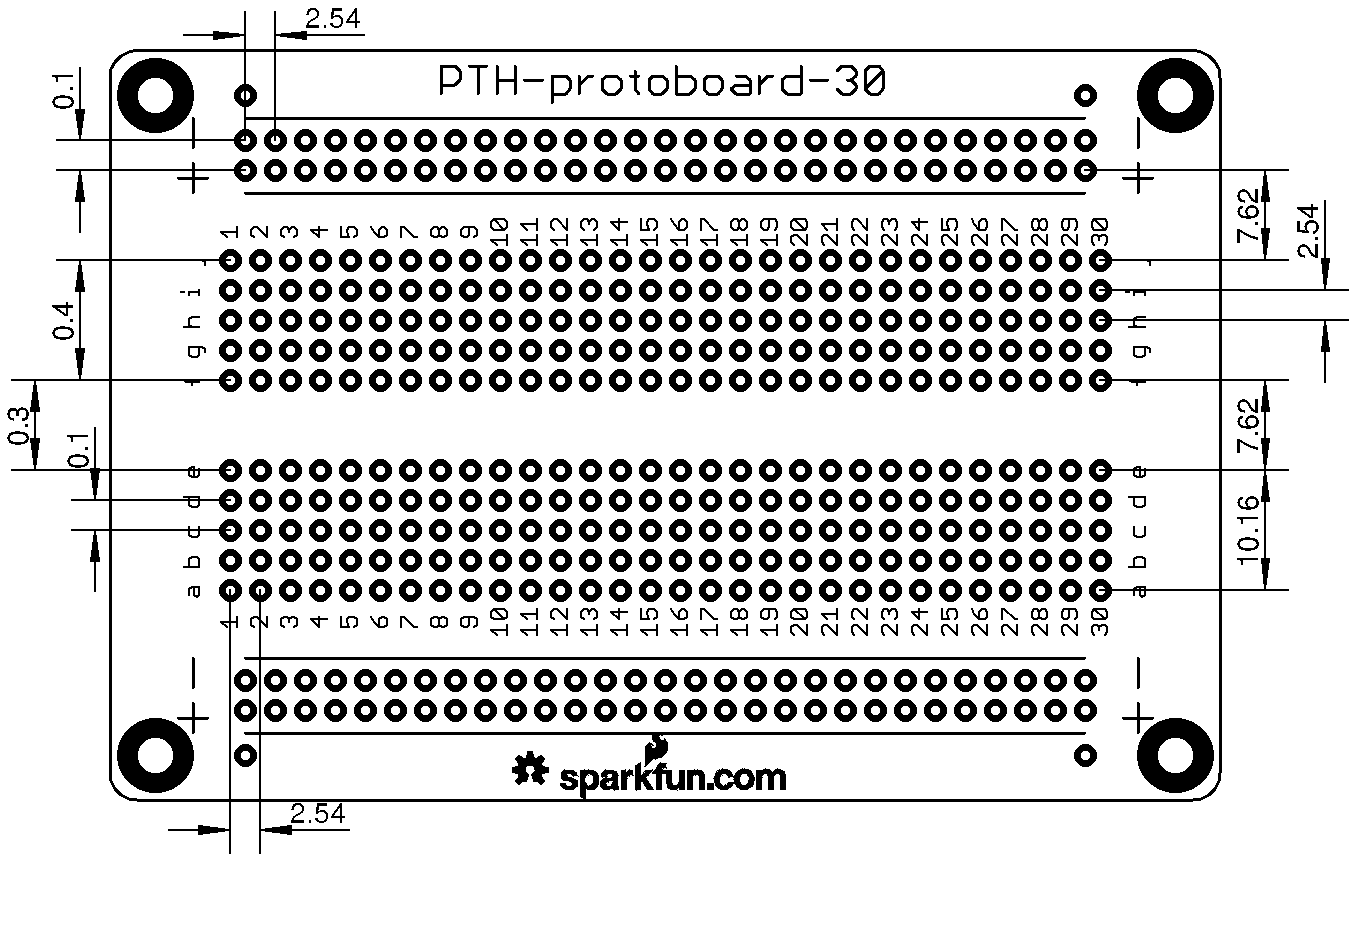 2.54
PTH-protoboard-30
0.1
- -
+ +
7.62
2.54
1 2 3 4 5 6 7 8 9 10 11 12 13 14 15 16 17 18 19 20 21 22 23 24 25 26 27 28 29 30
i i
0.4
h h
g g
f f
0.3
7.62
0.1
e e
d d
10.16
c c
b b
a a
1 2 3 4 5 6 7 8 9 10 11 12 13 14 15 16 17 18 19 20 21 22 23 24 25 26 27 28 29 30
- -
+ +
sparkfun.com
2.54